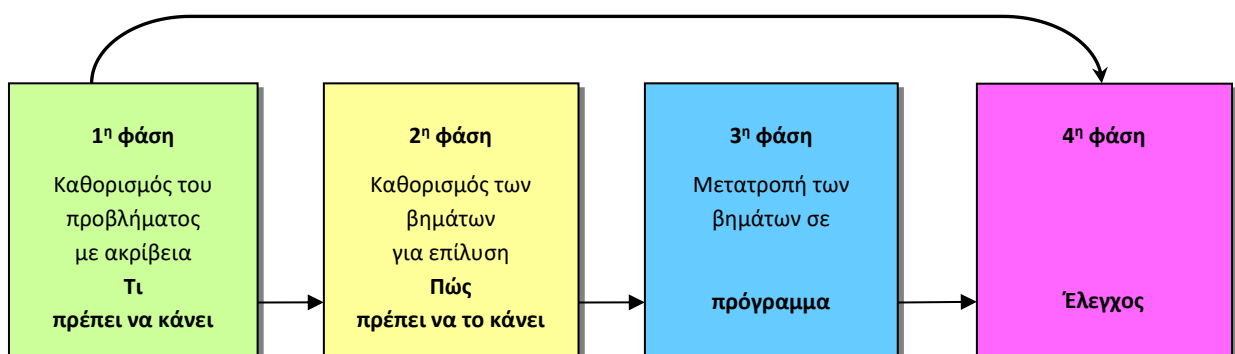 1η φάση
Καθορισμός του
προβλήματος
με ακρίβεια
Τι
πρέπει να κάνει
2η φάση
Καθορισμός των
βημάτων
για επίλυση
Πώς
πρέπει να το κάνει
3η φάση
Μετατροπή των
βημάτων σε
πρόγραμμα
4η φάση
Έλεγχος